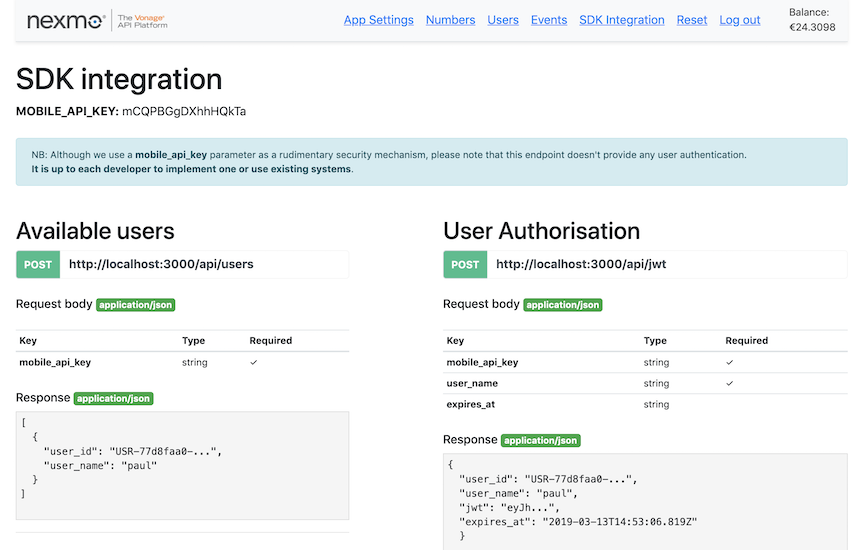 nexmo The Vonage API Platform
App Settings Numbers Users Events SDK Integration Reset Log out
Balance:
€24.3098
SDK integration
MOBILE_API_KEY: mCQPBGgDXhhHQkTa
NB: Although we use a mobile_api_key parameter as a rudimentary security mechanism, please note that this endpoint doesn't provide any user authentication.
It is up to each developer to implement one or use existing systems.
Available users
POST http://localhost:3000/api/users
Request body application/json
Key Type Required
mobile_api_key string ✓
Response application/json
[
{
"user_id": "USR-77d8faa0-...",
"user_name": "paul"
}
]
User Authorisation
POST http://localhost:3000/api/jwt
Request body application/json
Key Type Required
mobile_api_key string ✓
user_name string ✓
expires_at string
Response application/json
{
"user_id": "USR-77d8faa0-...",
"user_name": "paul",
"jwt": "eyJh...",
"expires_at": "2019-03-13T14:53:06.819Z"
}